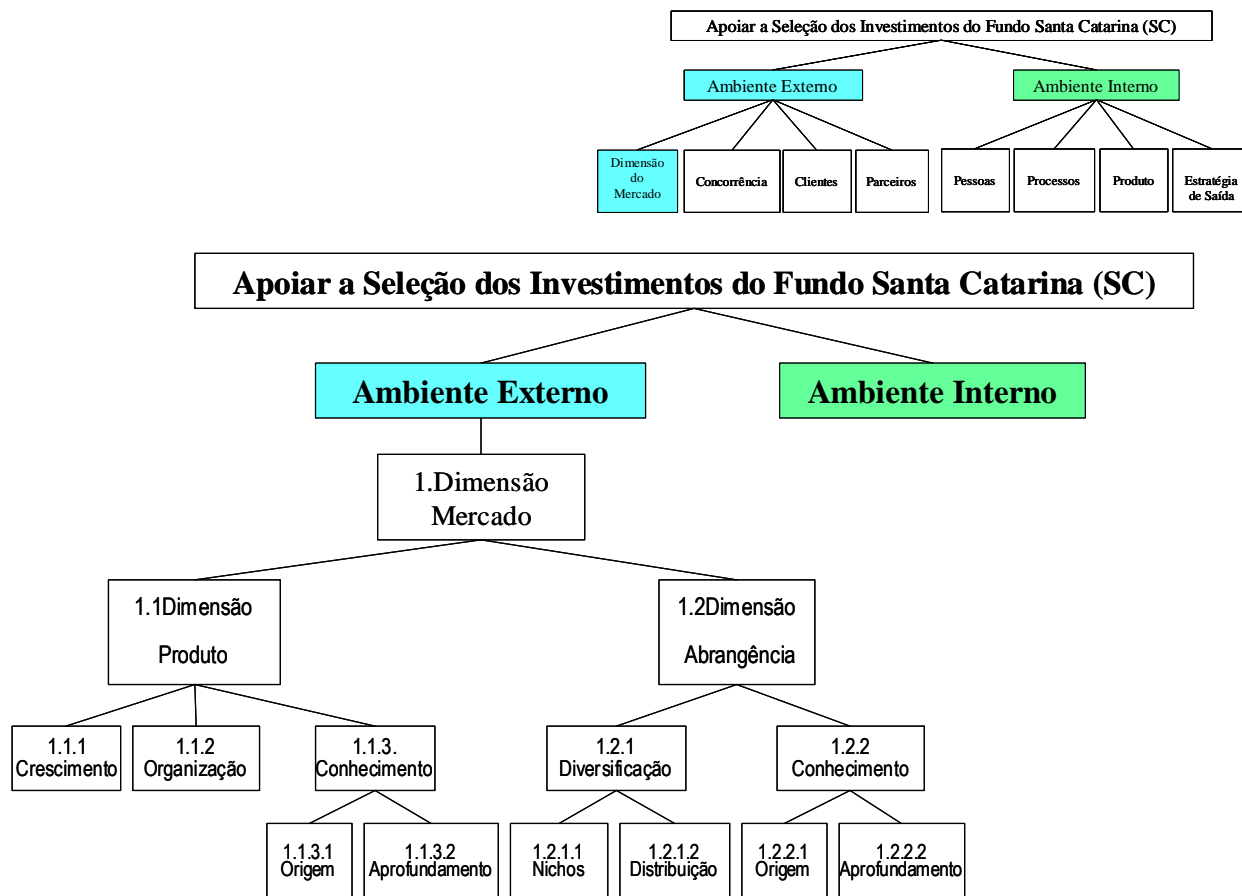 Apoiar a Seleção dos Investimentos do Fundo Santa Catarina (SC)
Ambiente Externo
Ambiente Interno
Dimensão
do
Mercado
Concorrência
Clientes
Parceiros
Pessoas
Processos
Produto
Estratégia
de Saída
Apoiar a Seleção dos Investimentos do Fundo Santa Catarina (SC)
Ambiente Externo
Ambiente Interno
1.Dimensão
Mercado
1.1Dimensão
Produto
1.2Dimensão
Abrangência
1.1.1
Crescimento
1.1.2
Organização
1.1.3.
Conhecimento
1.2.1
Diversificação
1.2.2
Conhecimento
1.1.3.1
Origem
1.1.3.2
Aprofundamento
1.2.1.1
Nichos
1.2.1.2
Distribuição
1.2.2.1
Origem
1.2.2.2
Aprofundamento